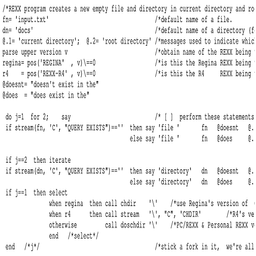 /*REXX program creates a new empty file and directory in current directory and ro
fn= 'input.txt' /*default name of a file.
dn= 'docs' /*default name of a directory (f
@.1= 'current directory'; @.2= 'root directory' /*messages used to indicate whic
parse upper version v /*obtain name of the REXX being
regina= pos('REGINA' , v)\==0 /*is this the Regina REXX being
r4 = pos('REXX-R4' , v)\==0 /*is this the R4 REXX being
@doesnt= "doesn't exist in the"
@does = "does exist in the"
do j=1 for 2; say /* [ ] perform these statements
if stream(fn, 'C', "QUERY EXISTS")=='' then say 'file ' fn @doesnt @.
else say 'file ' fn @does @.
if j==2 then iterate
if stream(dn, 'C', "QUERY EXISTS")=='' then say 'directory' dn @doesnt @.
else say 'directory' dn @does @.
if j==1 then select
when regina then call chdir '\' /*use Regina's version of
when r4 then call stream '\', "C", 'CHDIR' /*R4's ve
otherwise call doschdir '\' /*PC/REXX & Personal REXX v
end /*select*/
end /*j*/ /*stick a fork in it, we're all